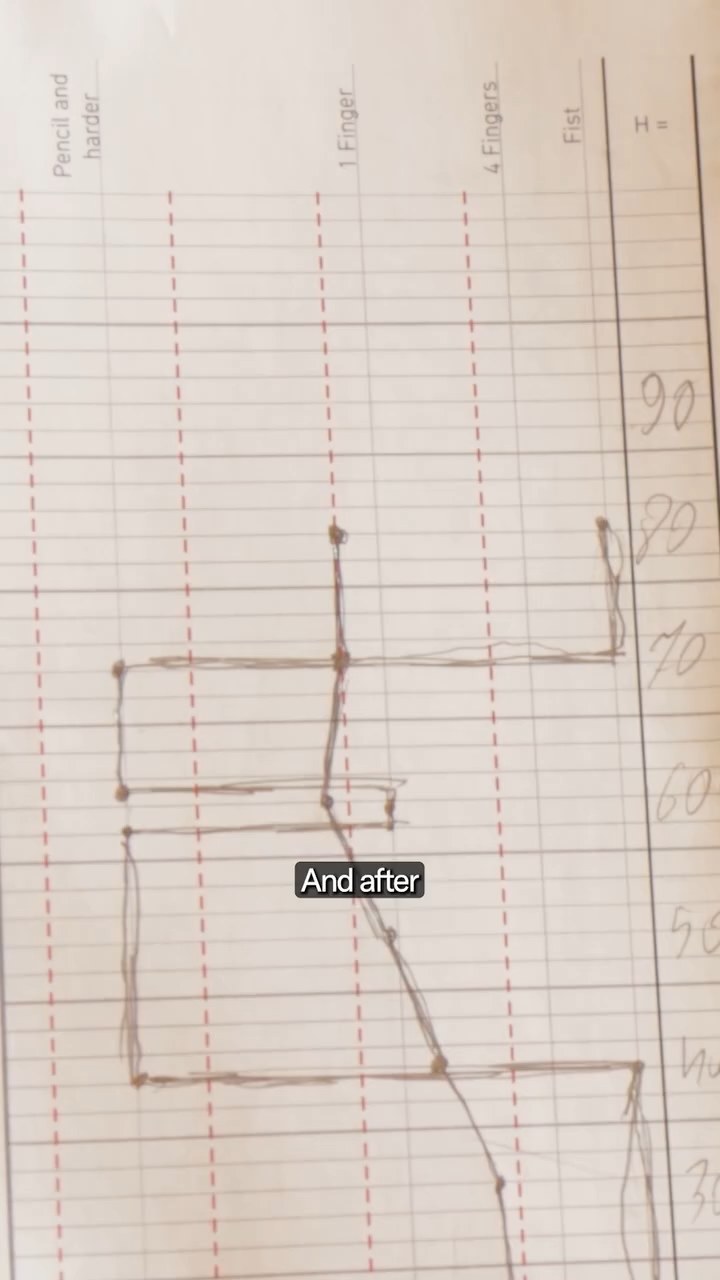 Pencil and
harder
1 Finger
4 Fingers
Fist
H
=
90
80
70
60
And after